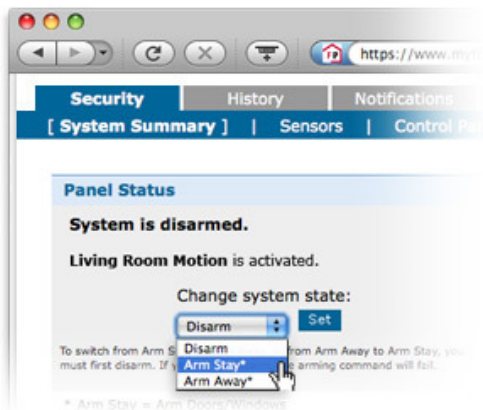 https://www.my
Security History Notifications
[ System Summary ] | Sensors | Control
Panel Status
System is disarmed.
Living Room Motion is activated.
Change system state:
Disarm Set
Disarm
Arm Stay*
Arm Away*
To switch from Arm S from Arm Away to Arm Stay, you
must first disarm. If arming command will fail.
* Arm Stay = Arm Doors/Windows